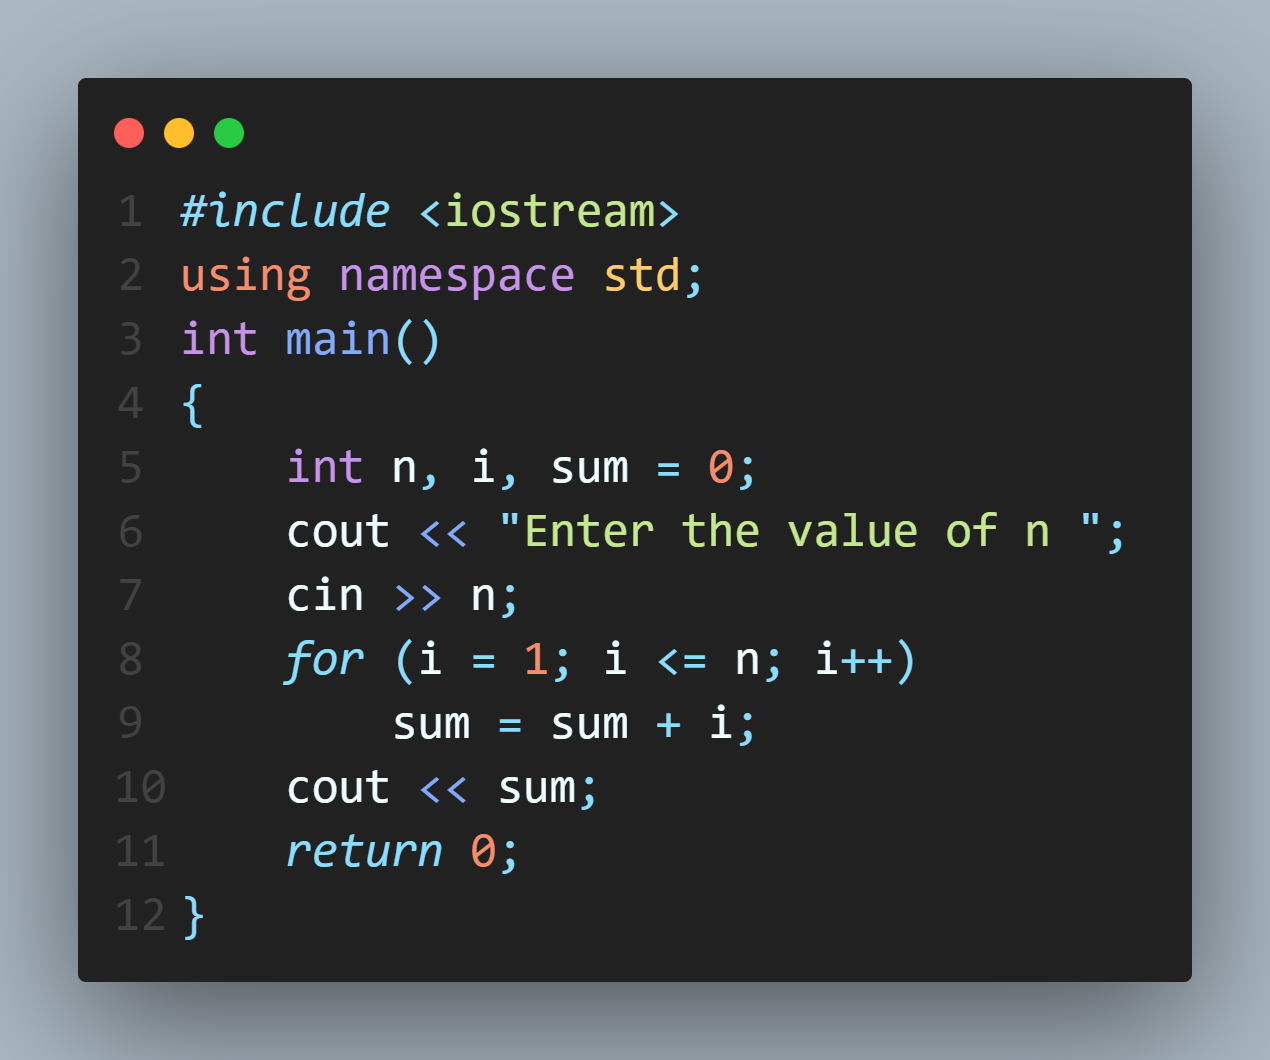 1 #include <iostream>
2 using namespace std;
3 int main()
4 {
5     int n, i, sum = 0;
6     cout << "Enter the value of n ";
7     cin >> n;
8     for (i = 1; i <= n; i++)
9         sum = sum + i;
10     cout << sum;
11     return 0;
12 }